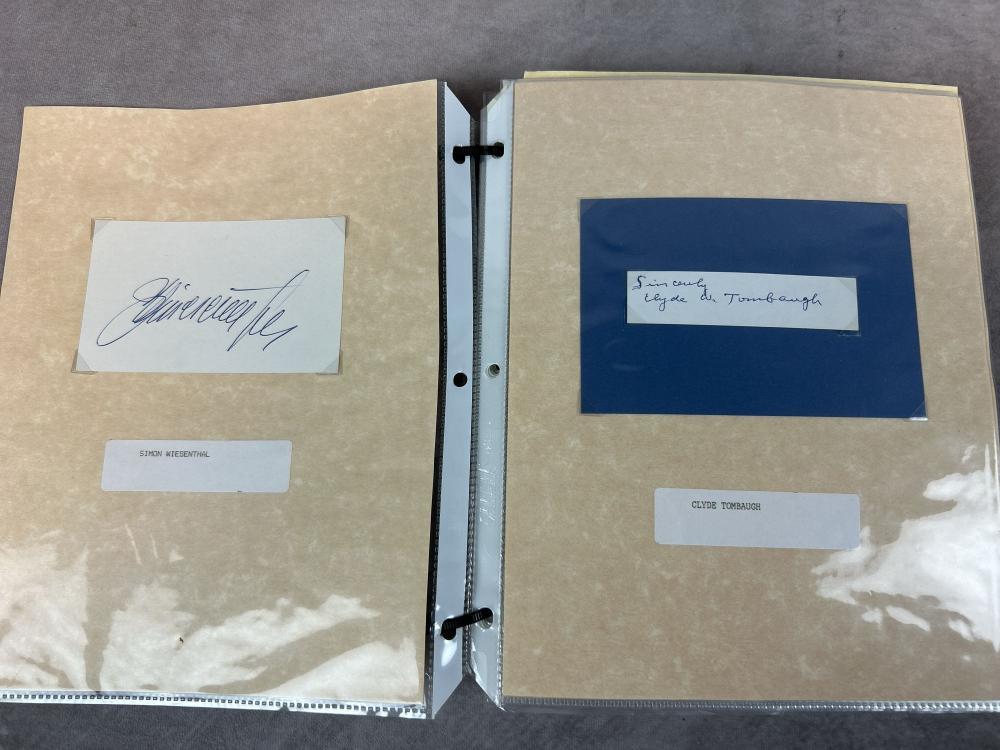 SIMON WIESENTHAL
Sincerely
Clyde W. Tombaugh
CLYDE TOMBAUGH